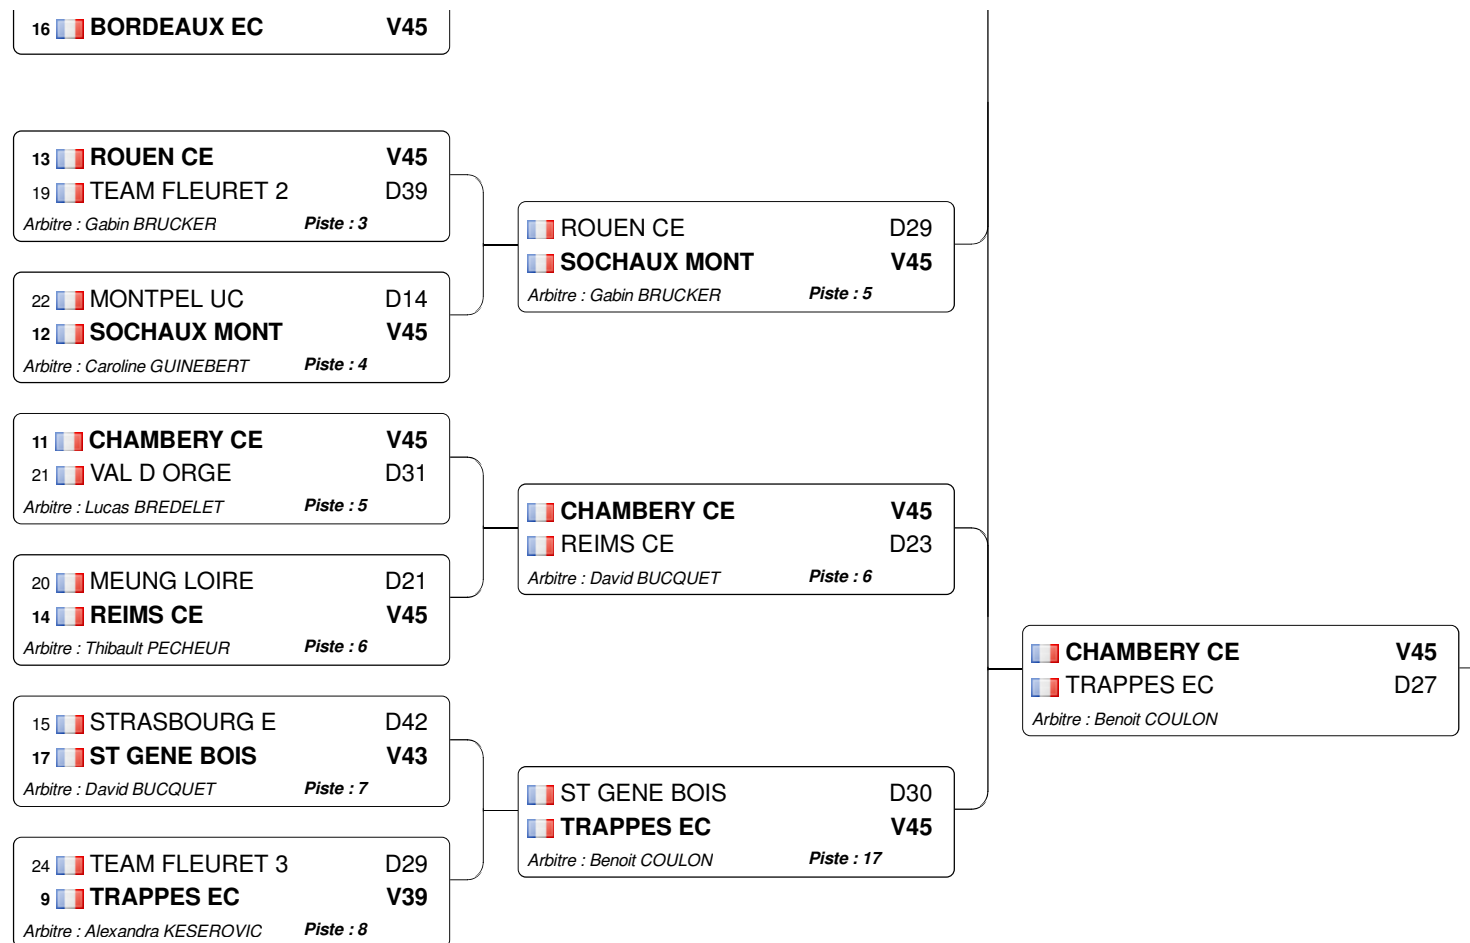 16 BORDEAUX EC V45
13 ROUEN CE V45
19 TEAM FLEURET 2 D39
Arbitre : Gabin BRUCKER Piste : 3
22 MONTPEL UC D14
12 SOCHAUX MONT V45
Arbitre : Caroline GUINEBERT Piste : 4
11 CHAMBERY CE V45
21 VAL D ORGE D31
Arbitre : Lucas BREDELET Piste : 5
20 MEUNG LOIRE D21
14 REIMS CE V45
Arbitre : Thibault PECHEUR Piste : 6
15 STRASBOURG E D42
17 ST GENE BOIS V43
Arbitre : David BUCQUET Piste : 7
24 TEAM FLEURET 3 D29
9 TRAPPES EC V39
Arbitre : Alexandra KESEROVIC Piste : 8
ROUEN CE D29
SOCHAUX MONT V45
Arbitre : Gabin BRUCKER Piste : 5
CHAMBERY CE V45
REIMS CE D23
Arbitre : David BUCQUET Piste : 6
ST GENE BOIS D30
TRAPPES EC V45
Arbitre : Benoit COULON Piste : 17
CHAMBERY CE V45
TRAPPES EC D27
Arbitre : Benoit COULON